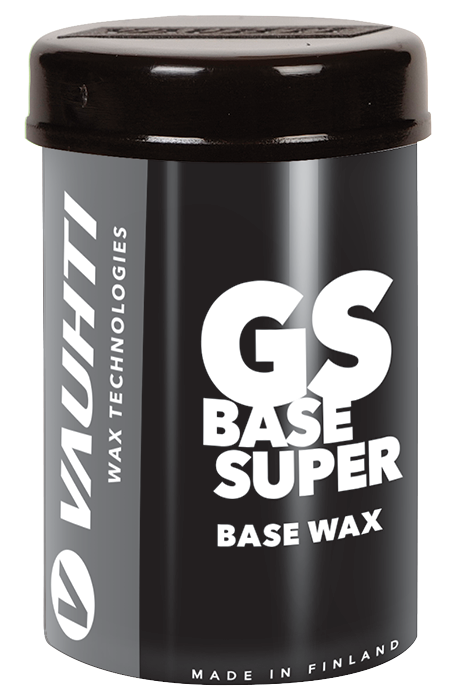 VAUHTI
WAX TECHNOLOGIES
GS
BASE
SUPER
BASE WAX
MADE IN FINLAND